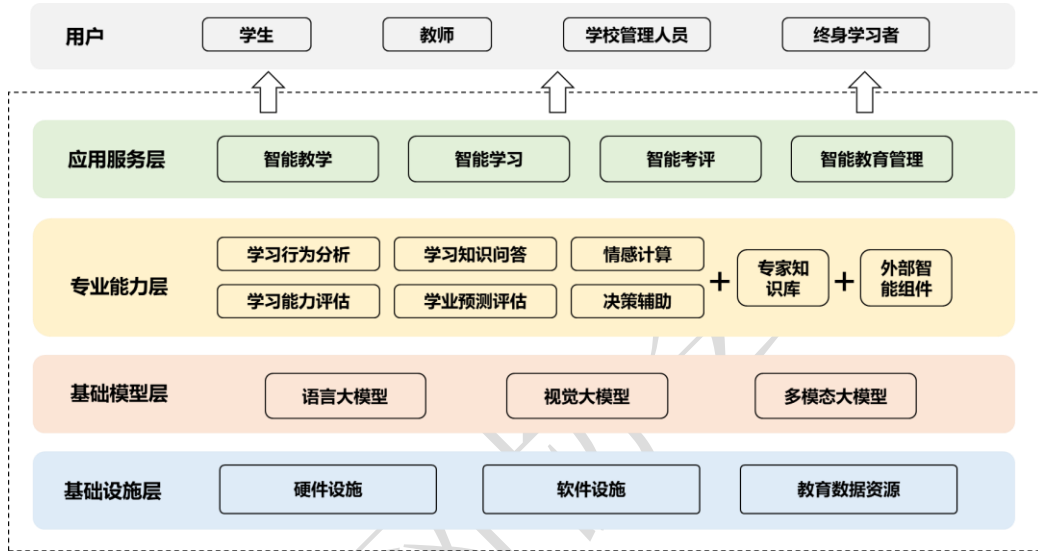 用户
学生
教师
学校管理人员
终身学习者
应用服务层
智能教学
智能学习
智能考评
智能教育管理
专业能力层
学习行为分析
学习知识问答
情感计算
学习能力评估
学业预测评估
决策辅助
+
专家知
识库
+
外部智
能组件
基础模型层
语言大模型
视觉大模型
多模态大模型
基础设施层
硬件设施
软件设施
教育数据资源